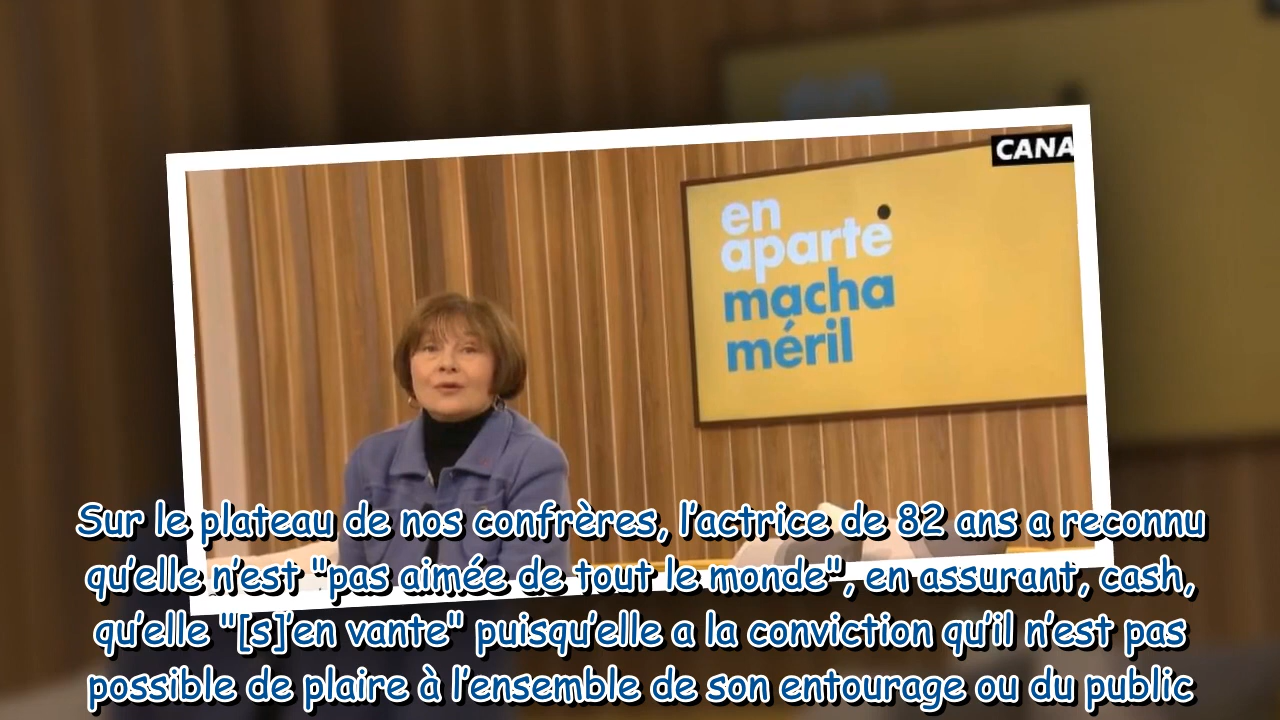 CANA
en
aparté
macha
méril
Sur le plateau de nos confrères, l’actrice de 82 ans a reconnu
qu’elle n’est "pas aimée de tout le monde", en assurant, cash,
qu’elle "[s]’en vante" puisqu’elle a la conviction qu’il n’est pas
possible de plaire à l’ensemble de son entourage ou du public